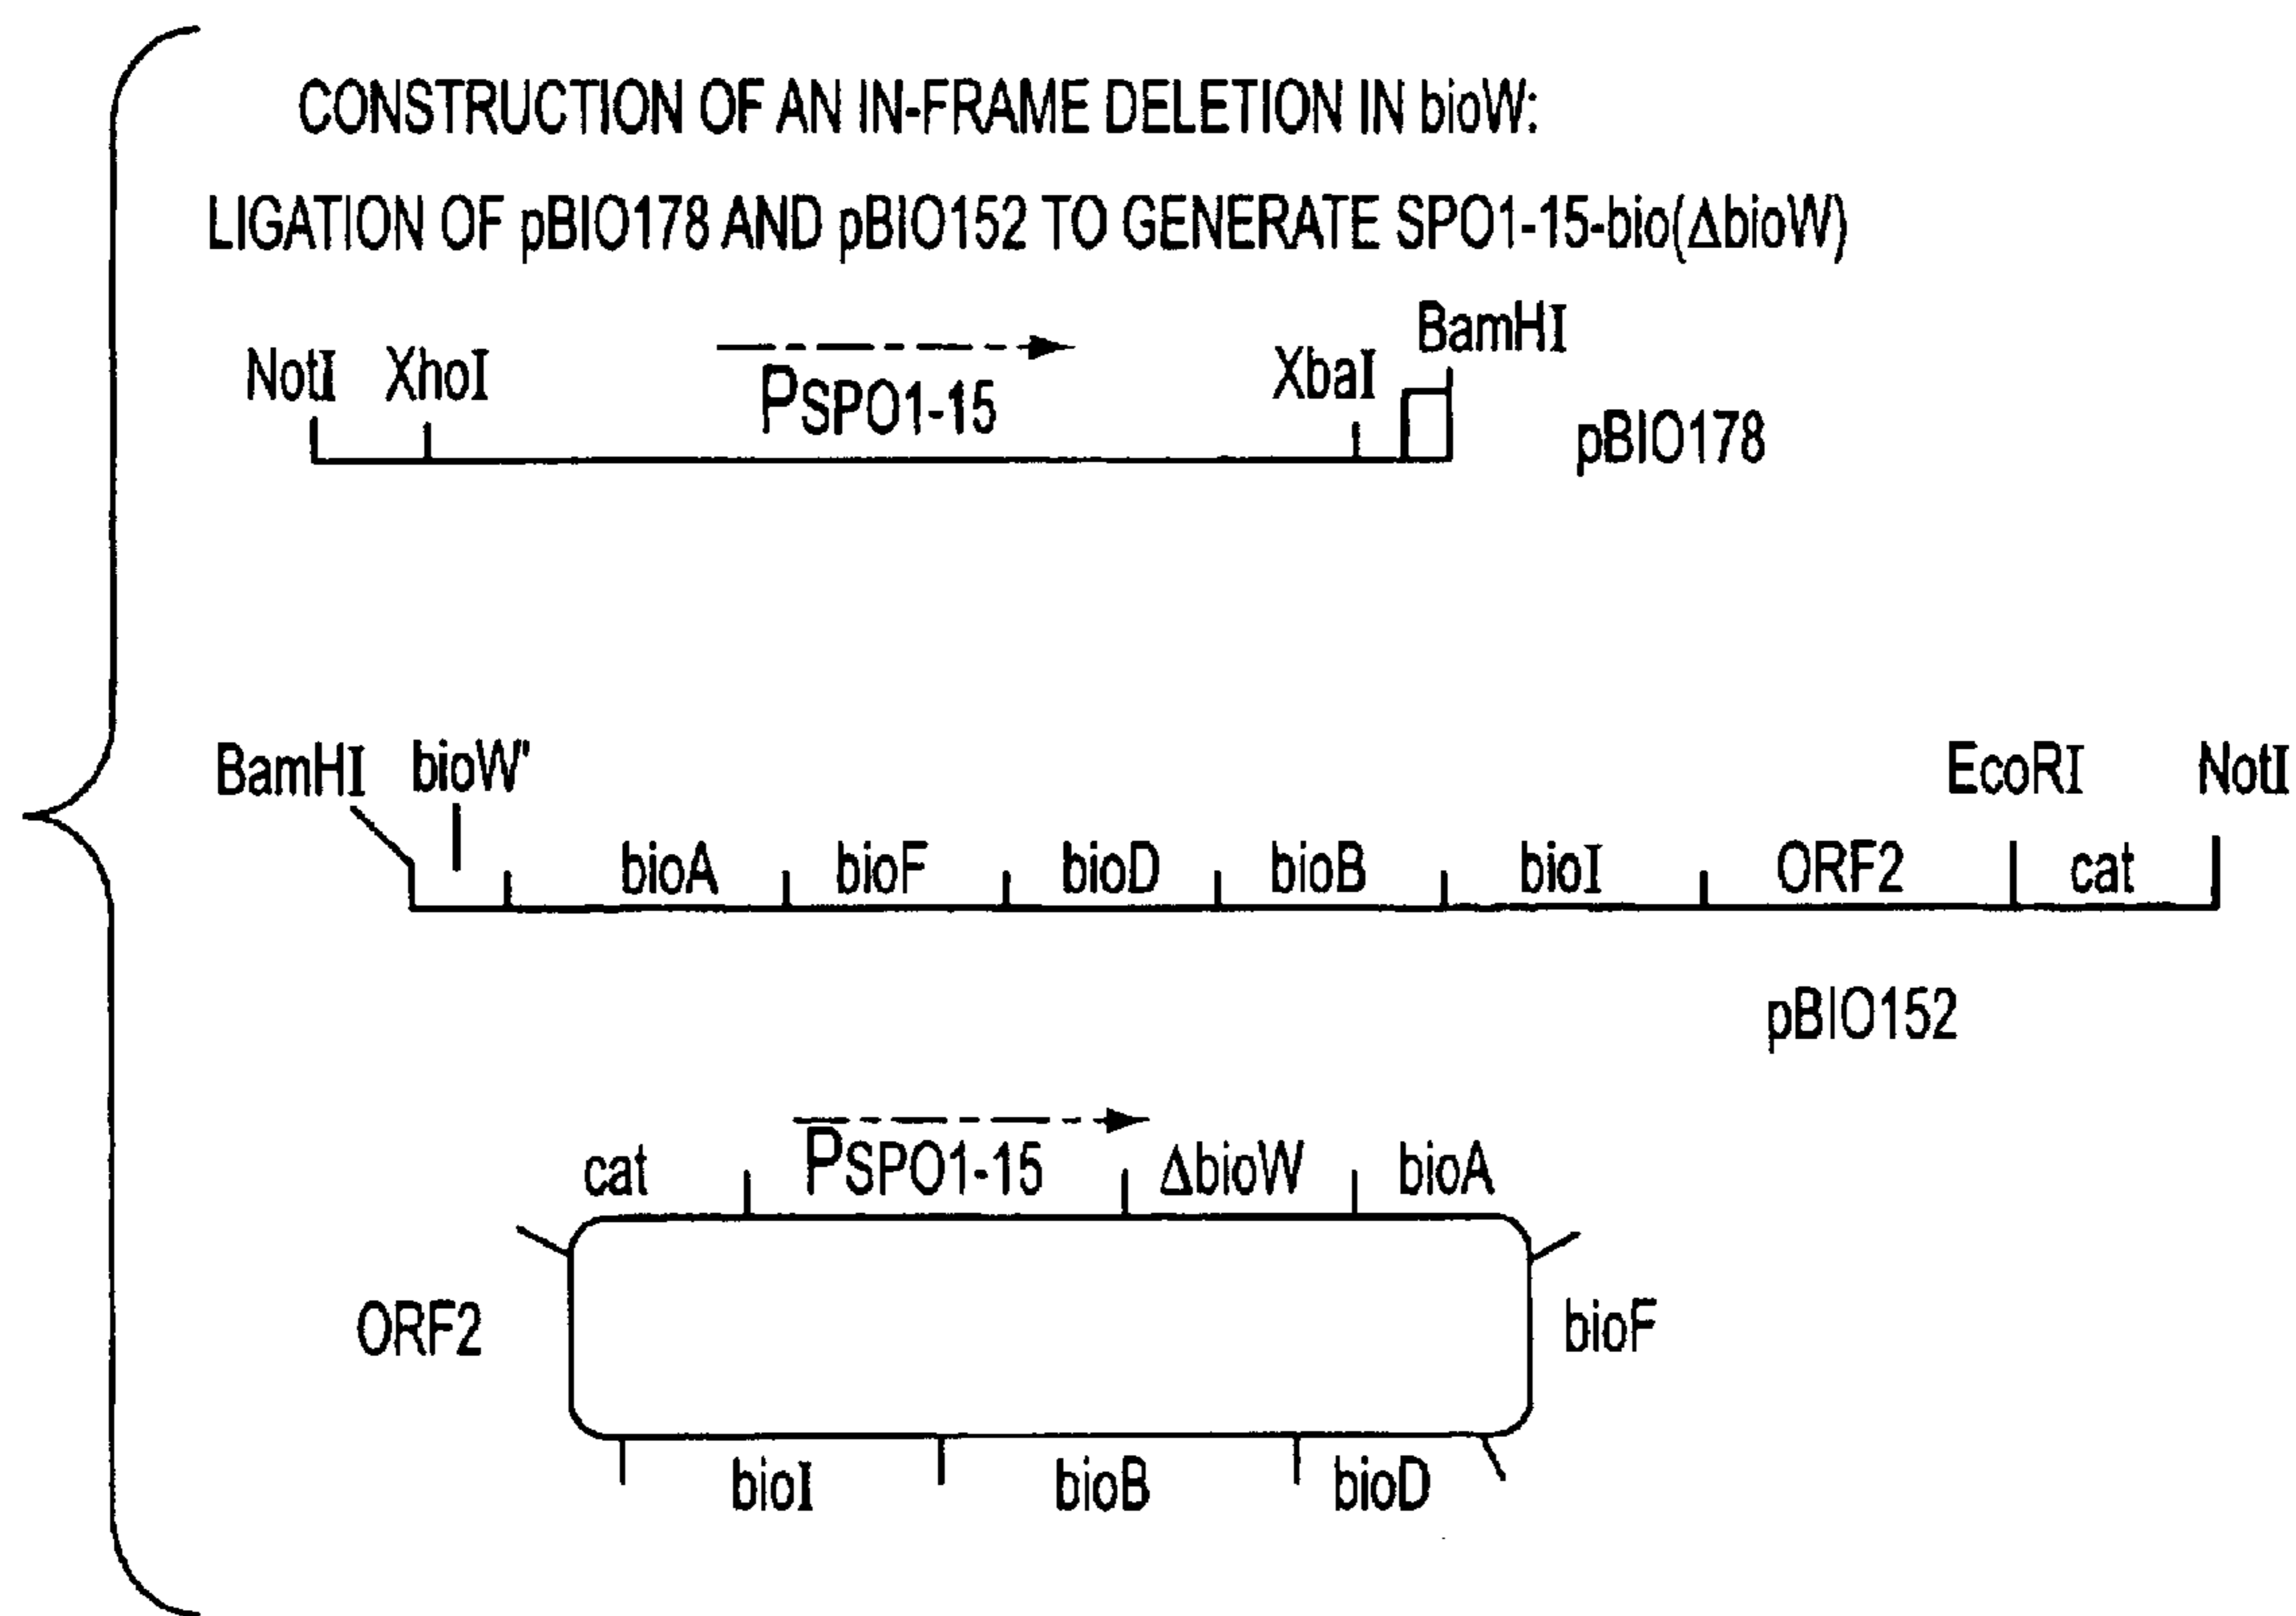 CONSTRUCTION OF AN IN-FRAME DELETION IN bioW:
LIGATION OF pBIO178 AND pBIO152 TO GENERATE SPO1-15-bio(ΔbioW)
BamHI
NotI XhoI PSPO1-15 XbaI
pBIO178
BamHI bioW' EcoRI NotI
bioA bioF bioD bioB bioI ORF2 cat
pBIO152
cat PSPO1-15 ΔbioW bioA
ORF2 bioF
bioI bioB bioD